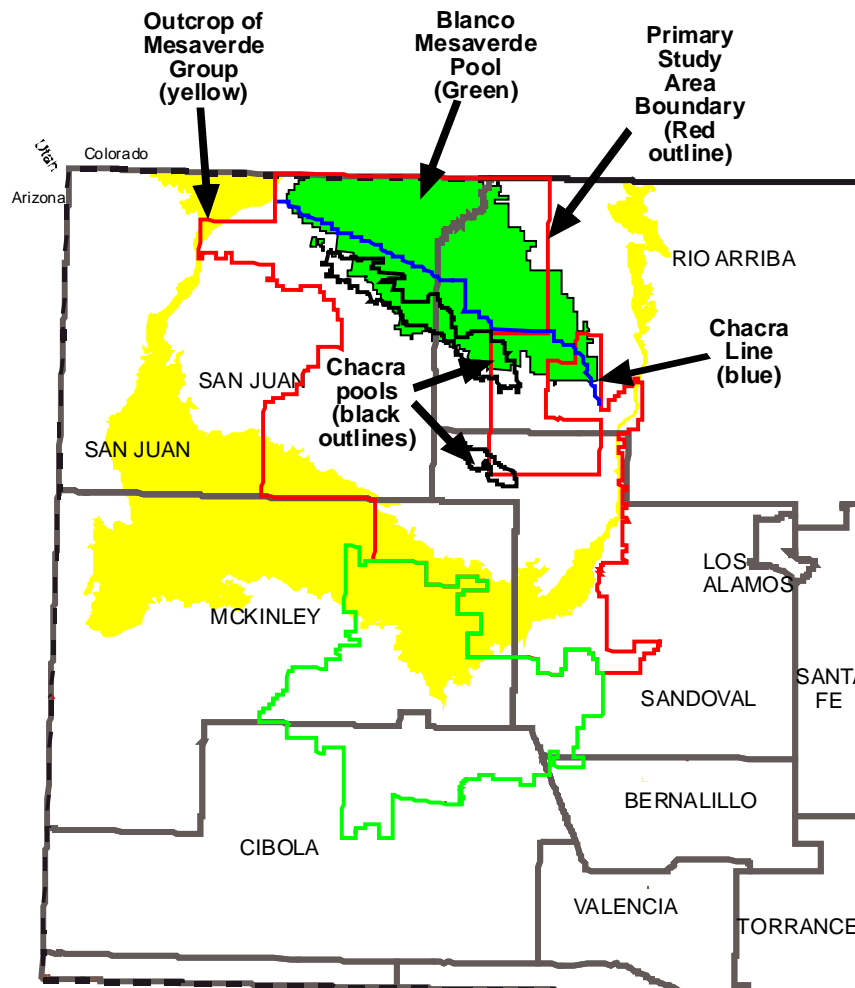 Outcrop of
Mesaverde
Group
(yellow)
Blanco
Mesaverde
Pool
(Green)
Primary
Study
Area
Boundary
(Red
outline)
Utah
Colorado
Arizona
RIO ARRIBA
Chacra
Line
(blue)
SAN JUAN
Chacra
pools
(black
outlines)
SAN JUAN
LOS
ALAMOS
MCKINLEY
SANTA
FE
SANDOVAL
BERNALILLO
CIBOLA
VALENCIA
TORRANCE